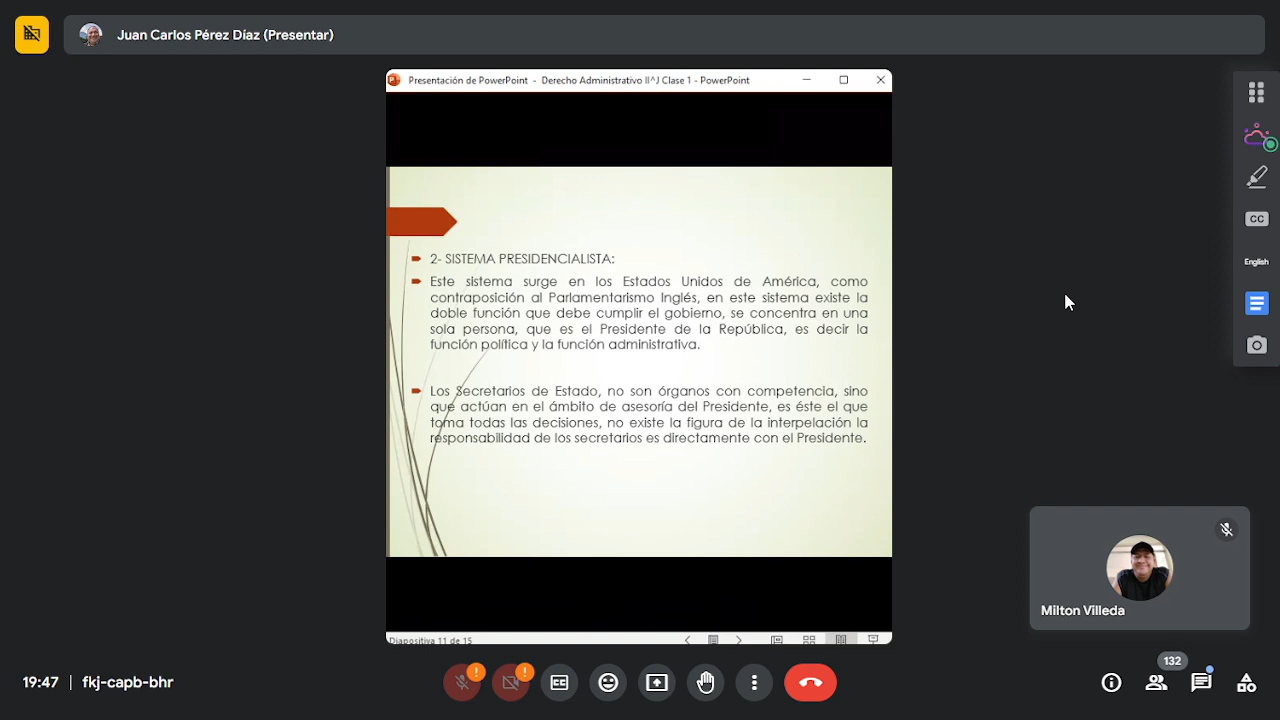 Juan Carlos Pérez Díaz (Presentar)
Presentación de PowerPoint - Derecho Administrativo II^J Clase 1 - PowerPoint
2- SISTEMA PRESIDENCIALISTA:
Este sistema surge en los Estados Unidos de América, como
contraposición al Parlamentarismo Inglés, en este sistema existe la
doble función que debe cumplir el gobierno, se concentra en una
sola persona, que es el Presidente de la República, es decir la
función política y la función administrativa.
Los Secretarios de Estado, no son órganos con competencia, sino
que actúan en el ámbito de asesoría del Presidente, es éste el que
toma todas las decisiones, no existe la figura de la interpelación la
responsabilidad de los secretarios es directamente con el Presidente.
Diapositiva 11 de 15
CC
English
Milton Villeda
19:47 | fkj-capb-bhr
132